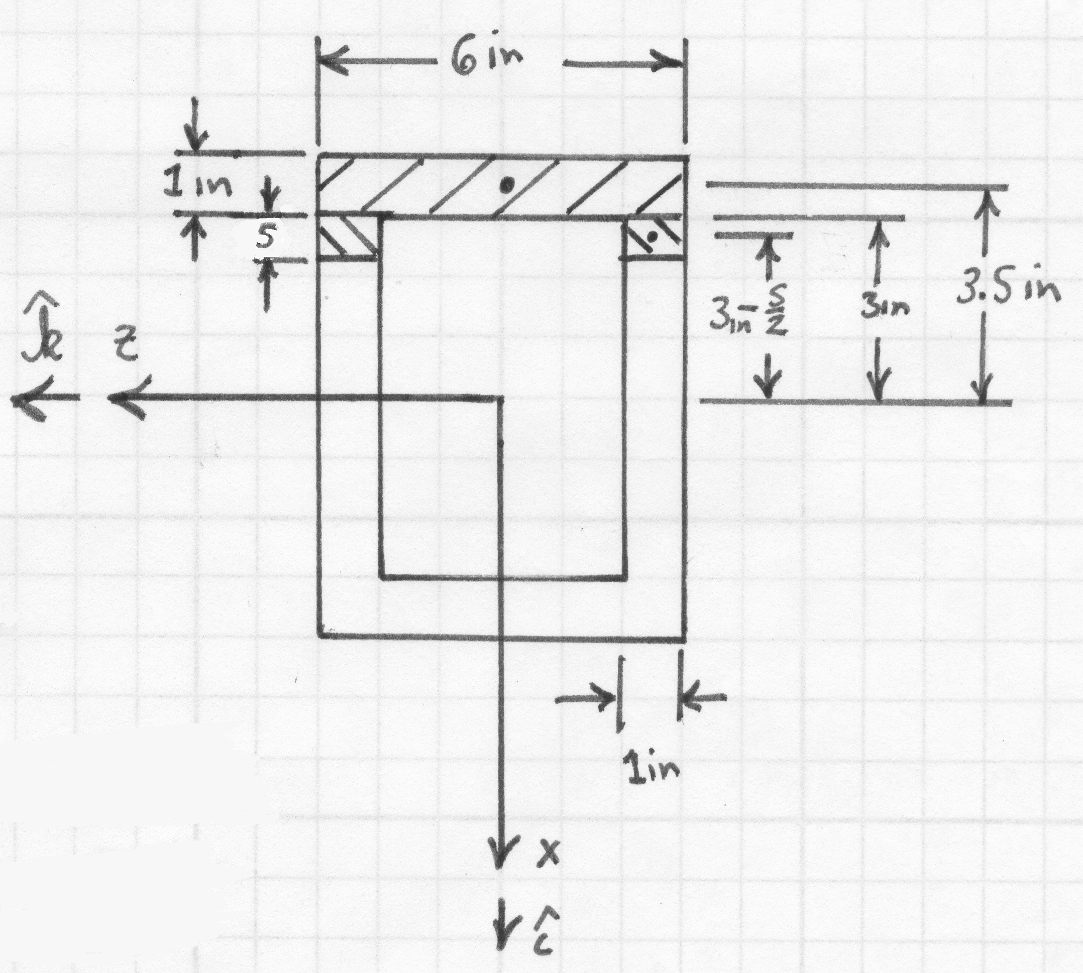 6 in
1 in
s
3in - s/2
3in
3.5 in
k̂
z
1in
x
î